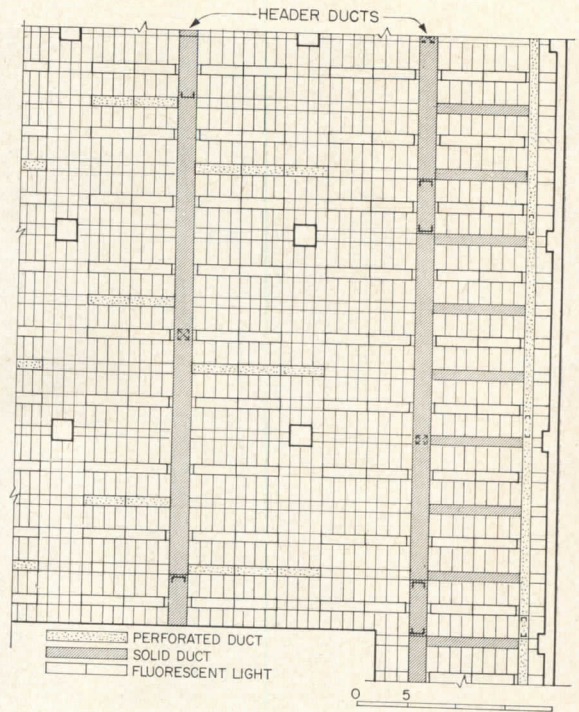 HEADER DUCTS
PERFORATED DUCT
SOLID DUCT
FLUORESCENT LIGHT
0 5